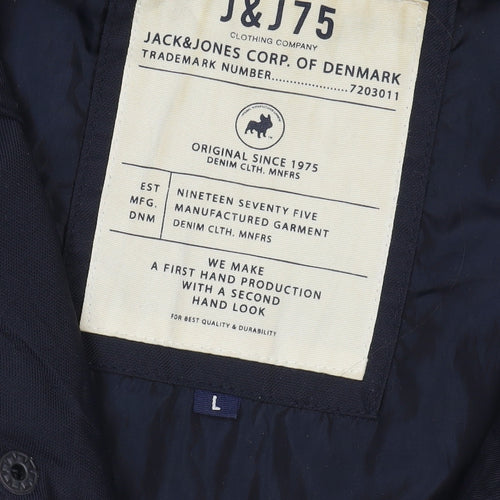 J&J75
CLOTHING COMPANY
JACK&JONES CORP. OF DENMARK
TRADEMARK NUMBER.....................7203011
ORIGINAL SINCE 1975
DENIM CLTH. MNFRS
EST
MFG.
DNM
NINETEEN SEVENTY FIVE
MANUFACTURED GARMENT
DENIM CLTH. MNFRS
WE MAKE
A FIRST HAND PRODUCTION
WITH A SECOND
HAND LOOK
FOR BEST QUALITY & DURABILITY
L